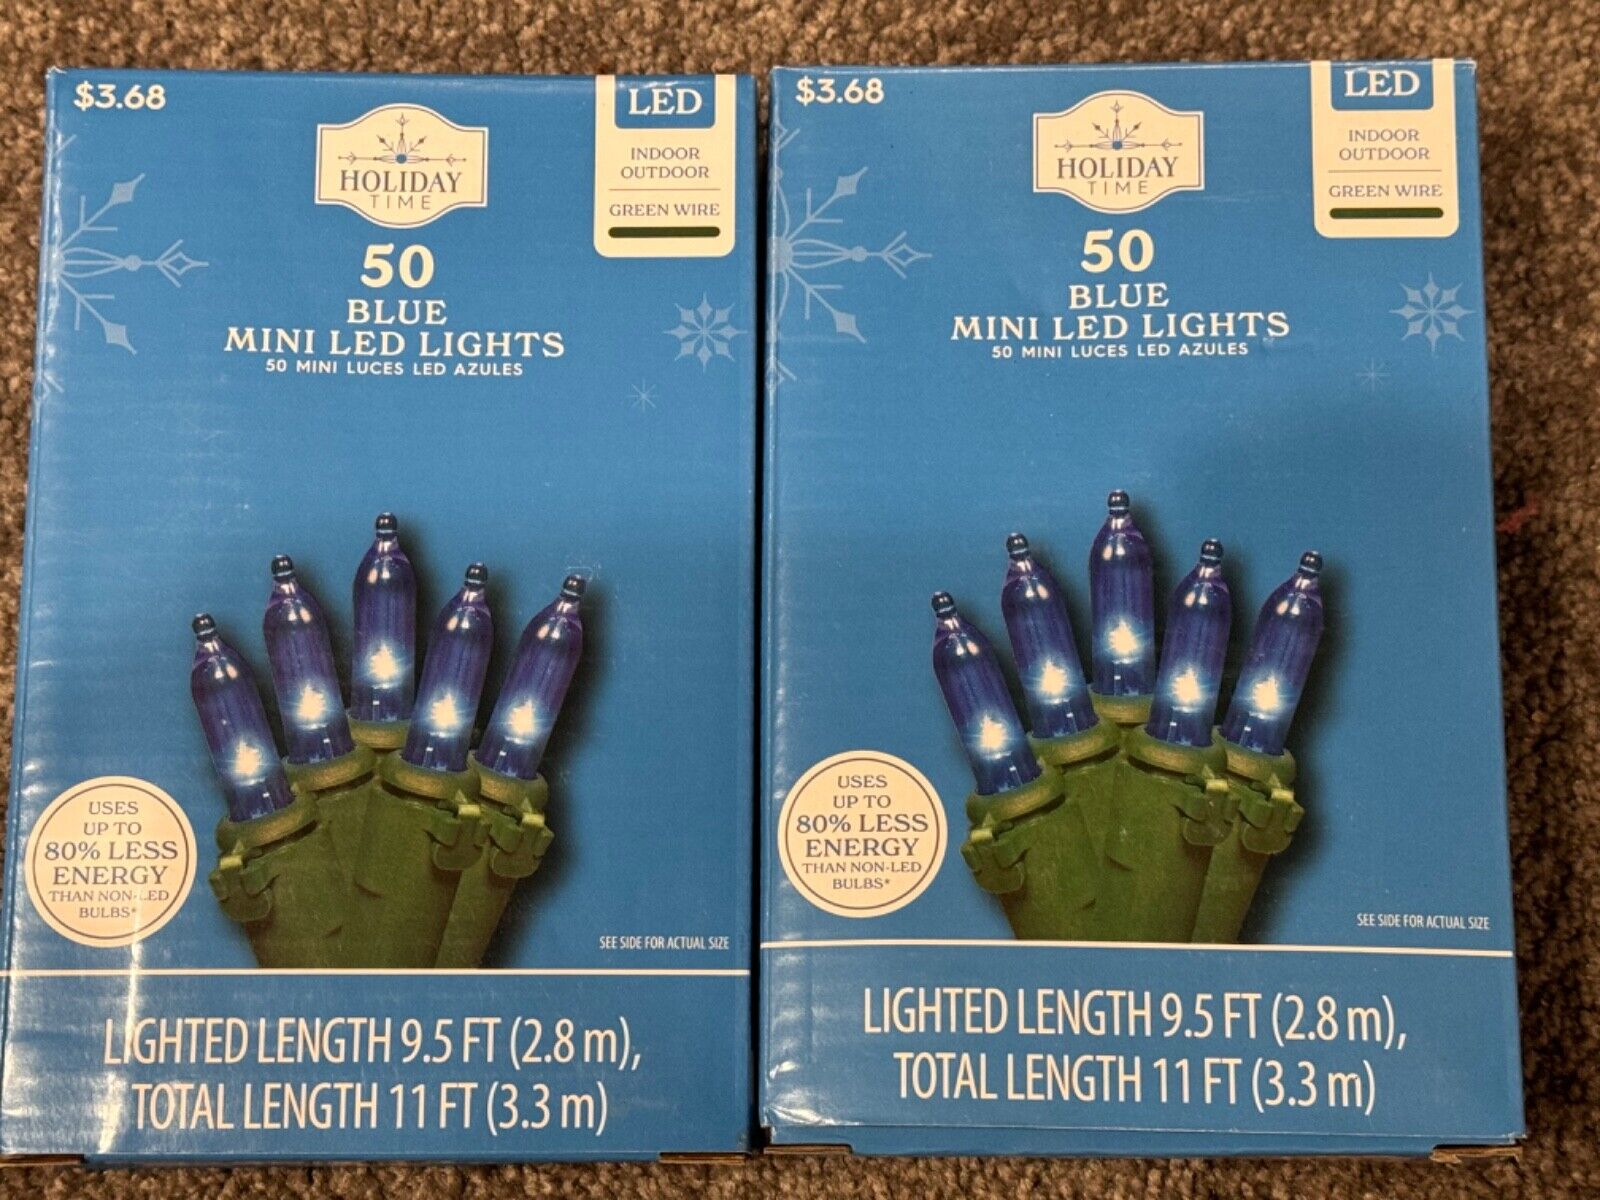 $3.68
HOLIDAY
TIME
LED
INDOOR
OUTDOOR
GREEN WIRE
50
BLUE
MINI LED LIGHTS
50 MINI LUCES LED AZULES
USES
UP TO
80% LESS
ENERGY
THAN NON-LED
BULBS*
SEE SIDE FOR ACTUAL SIZE
LIGHTED LENGTH 9.5 FT (2.8 m),
TOTAL LENGTH 11 FT (3.3 m)
$3.68
HOLIDAY
TIME
LED
INDOOR
OUTDOOR
GREEN WIRE
50
BLUE
MINI LED LIGHTS
50 MINI LUCES LED AZULES
USES
UP TO
80% LESS
ENERGY
THAN NON-LED
BULBS*
SEE SIDE FOR ACTUAL SIZE
LIGHTED LENGTH 9.5 FT (2.8 m),
TOTAL LENGTH 11 FT (3.3 m)